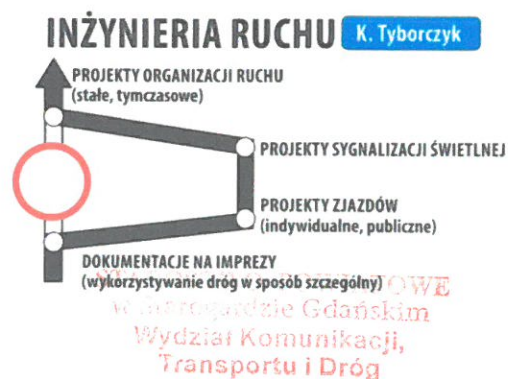 INŻYNIERIA RUCHU K. Tyborczyk
PROJEKTY ORGANIZACJI RUCHU
(stałe, tymczasowe)
PROJEKTY SYGNALIZACJI ŚWIETLNEJ
PROJEKTY ZJAZDÓW
(indywidualne, publiczne)
DOKUMENTACJE NA IMPREZY
(wykorzystywanie dróg w sposób szczególny)
w Starogardzie Gdańskim
Wydział Komunikacji,
Transportu i Dróg